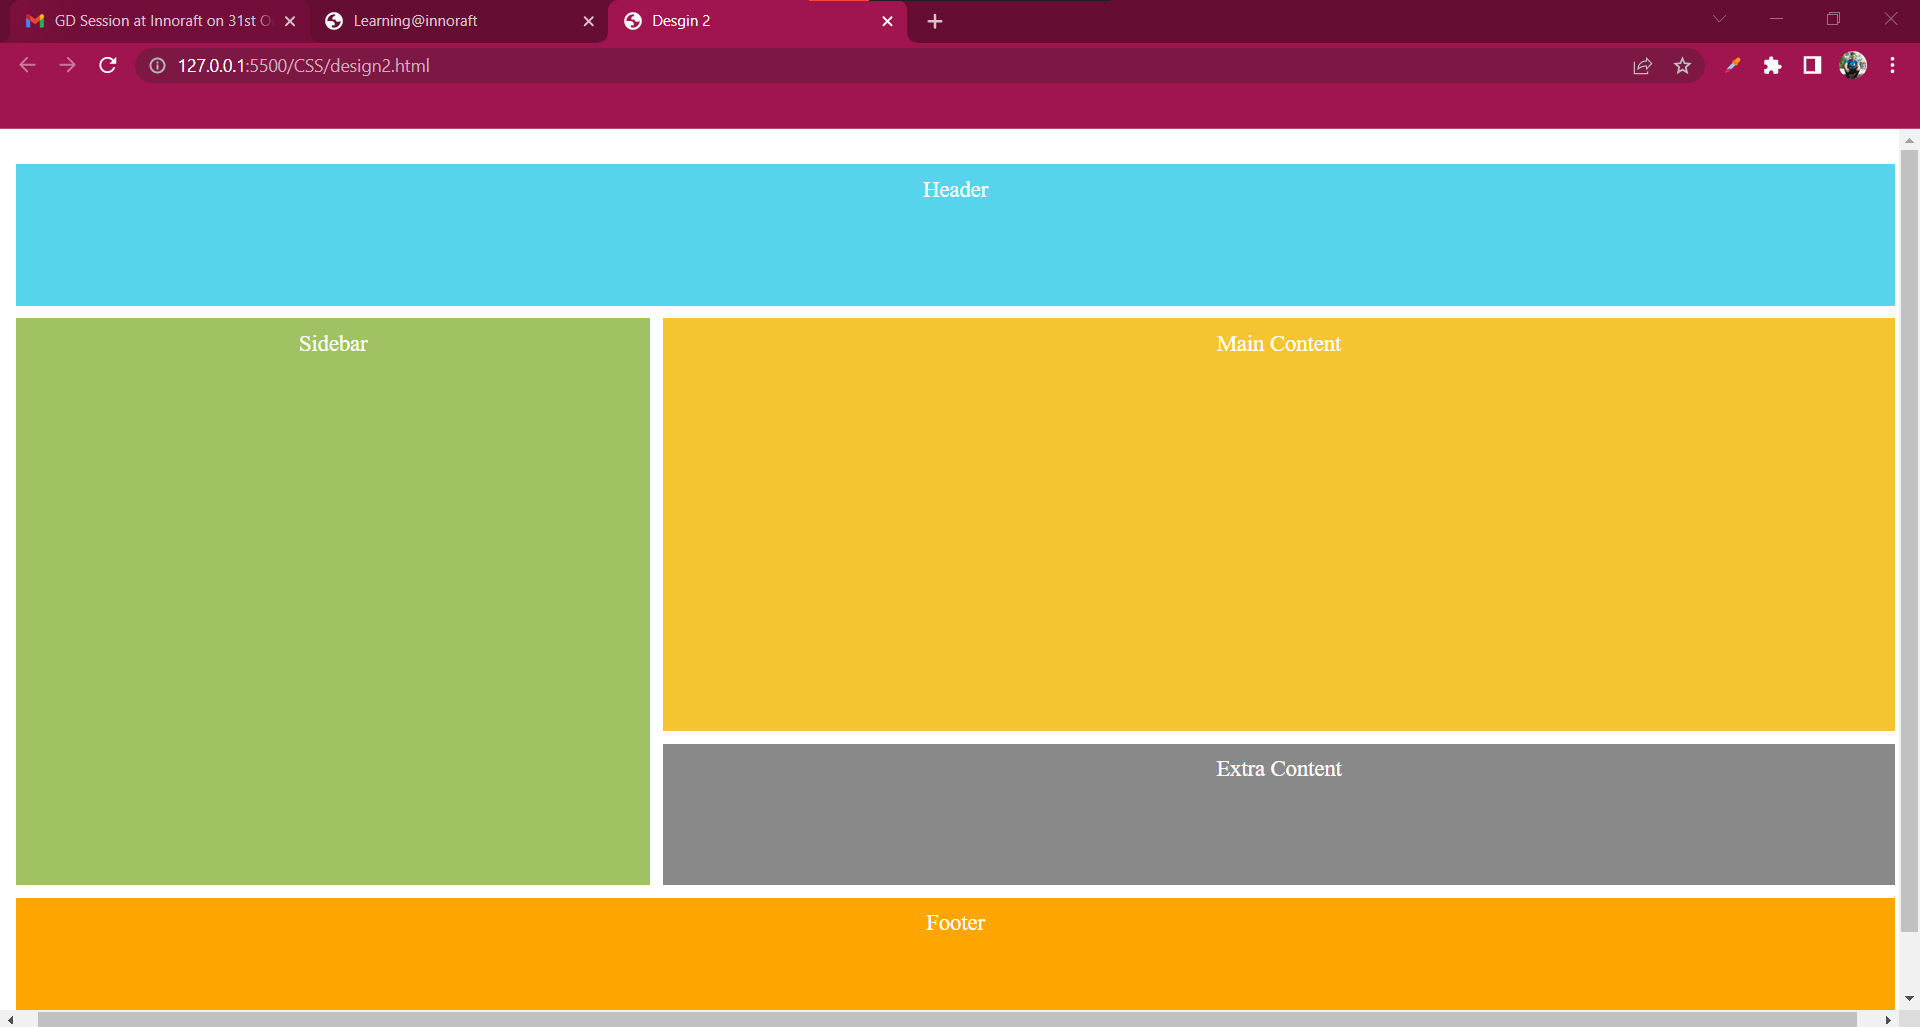 GD Session at Innoraft on 31st O
Learning@innoraft
Desgin 2
127.0.0.1:5500/CSS/design2.html
Header
Sidebar
Main Content
Extra Content
Footer